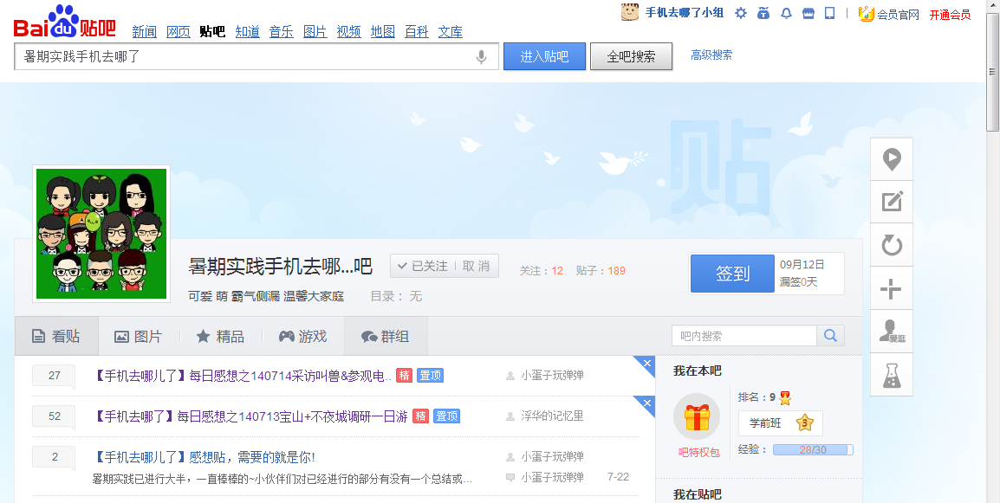 手机去哪了小组 会员官网 开通会员
Bai du 贴吧 新闻 网页 贴吧 知道 音乐 图片 视频 地图 百科 文库
暑期实践手机去哪了 进入贴吧 全吧搜索 高级搜索
贴
暑期实践手机去哪...吧 已关注 取消 关注：12 贴子：189
签到 09月12日
漏签0天
可爱 萌 霸气侧漏 温馨大家庭 目录： 无
看贴 图片 精品 游戏 群组 吧内搜索
爱逛
27 【手机去哪儿了】每日感想之140714采访叫兽&参观电.. 精 置顶 小蛋子玩弹弹
52 【手机去哪了】每日感想之140713宝山+不夜城调研一日游 精 置顶 浮华的记忆里
2 【手机去哪儿了】感想贴，需要的就是你! 小蛋子玩弹弹
暑期实践已进行大半，一直棒棒的~小伙伴们对已经进行的部分有没有一个总结或... 小蛋子玩弹弹 7-22
我在本吧
排名：9
学前班 3
吧特权包
经验： 28/30
我在贴吧